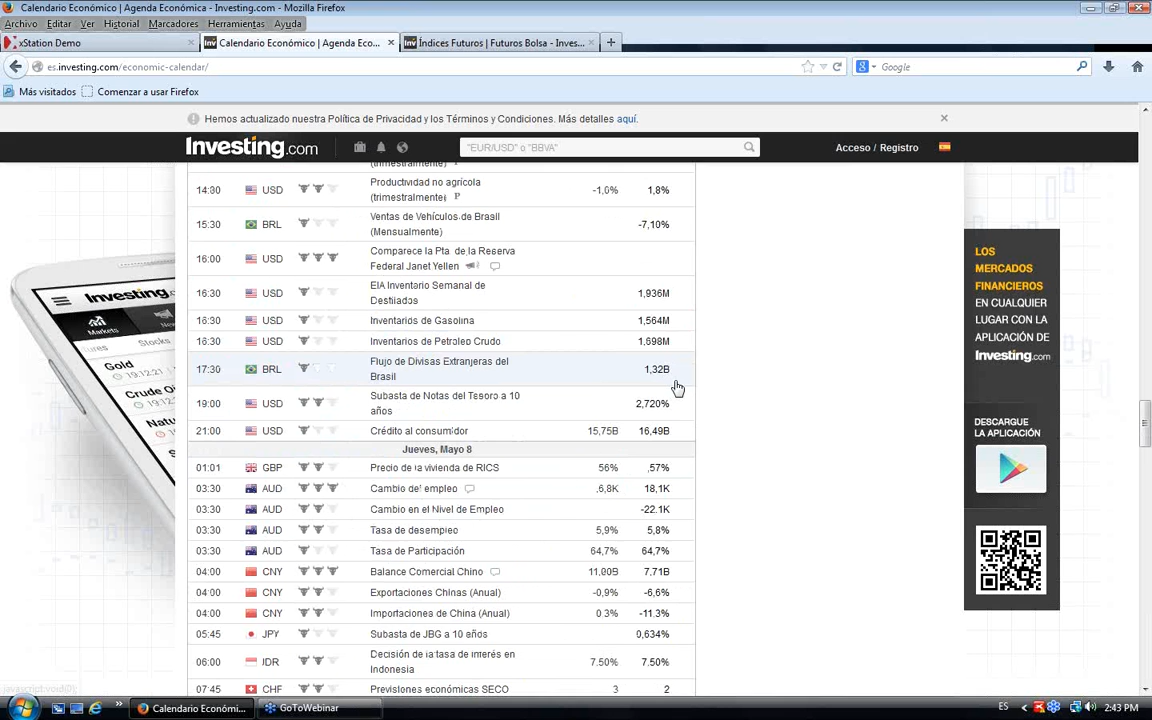 Calendario Económico | Agenda Económica - Investing.com - Mozilla Firefox
Archivo Editar Ver Historial Marcadores Herramientas Ayuda
xStation Demo
Calendario Económico | Agenda Eco...
Índices Futuros | Futuros Bolsa - Inves...
es.investing.com/economic-calendar/
Google
Más visitados Comenzar a usar Firefox
Hemos actualizado nuestra Política de Privacidad y los Términos y Condiciones. Más detalles aquí.
Investing.com
"EUR/USD" o "BBVA"
Acceso / Registro
(trimestralmente)
14:30 USD Productividad no agrícola -1,0% 1,8%
(trimestralmente) P
15:30 BRL Ventas de Vehículos de Brasil -7,10%
(Mensualmente)
16:00 USD Comparece la Pta. de la Reserva
Federal Janet Yellen
16:30 USD EIA Inventario Semanal de 1,936M
Destilados
16:30 USD Inventarios de Gasolina 1,564M
16:30 USD Inventarios de Petroleo Crudo 1,698M
17:30 BRL Flujo de Divisas Extranjeras del 1,32B
Brasil
19:00 USD Subasta de Notas del Tesoro a 10 2,720%
años
21:00 USD Crédito al consumidor 15,75B 16,49B
Jueves, Mayo 8
01:01 GBP Precio de la vivienda de RICS 56% 57%
03:30 AUD Cambio del empleo 6,8K 18,1K
03:30 AUD Cambio en el Nivel de Empleo -22.1K
03:30 AUD Tasa de desempleo 5,9% 5,8%
03:30 AUD Tasa de Participación 64,7% 64,7%
04:00 CNY Balance Comercial Chino 11,00B 7.71B
04:00 CNY Exportaciones Chinas (Anual) -0,9% -6,6%
04:00 CNY Importaciones de China (Anual) 0.3% -11.3%
05:45 JPY Subasta de JBG a 10 años 0,634%
06:00 IDR Decisión de la tasa de interés en 7.50% 7.50%
Indonesia
07:45 CHF Previsiones económicas SECO 3 2
Investing.com
Markets
Stocks
Gold
19.12.21
Crude Oi
LOS
MERCADOS
FINANCIEROS
EN CUALQUIER
LUGAR CON LA
APLICACIÓN DE
Investing.com
DESCARGUE
LA APLICACIÓN
javascript:void(0);
Calendario Económi...
GoToWebinar
ES
2:43 PM